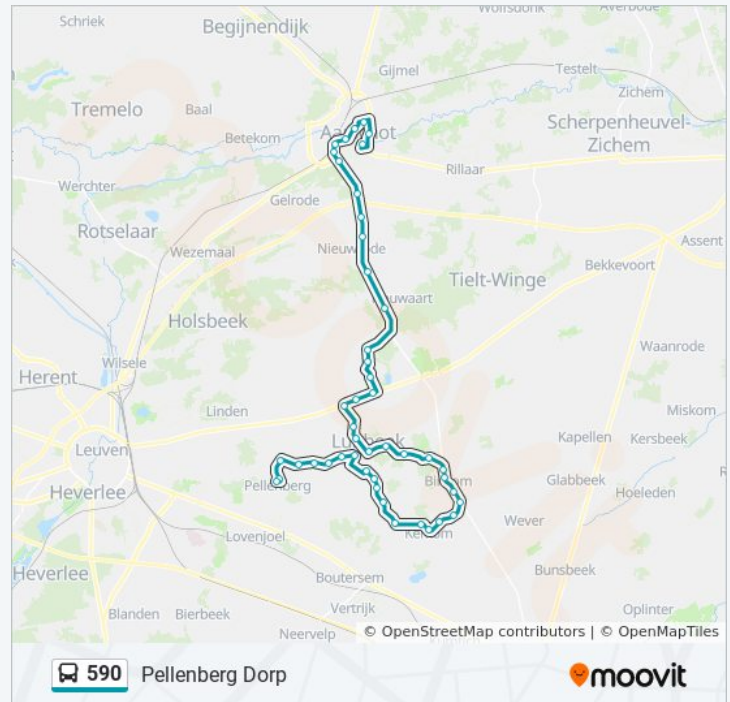 Schriek
Wolfsdonk
Averbode
Begijnendijk
Gijmel
Testelt
Zichem
Tremelo
Baal
Scherpenheuvel-
Zichem
Betekom
Rillaar
Werchter
Gelrode
Rotselaar
Wezemaal
Assent
Bekkevoort
Tielt-Winge
Holsbeek
Waanrode
Wilsele
Herent
Miskom
Linden
Kapellen
Kersbeek
Leuven
Glabbeek
Pellenberg
Heverlee
Hoeleden
Wever
Lovenjoel
Bunsbeek
Heverlee
Boutersem
Vertrijk
Oplinter
Blanden
Bierbeek
Neervelp
© OpenStreetMap contributors | © OpenMapTiles
590 Pellenberg Dorp
moovit